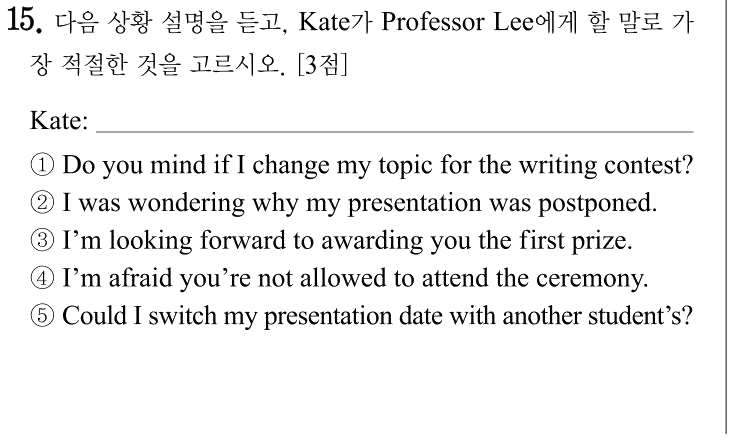 15. 다음 상황 설명을 듣고, Kate가 Professor Lee에게 할 말로 가
장 적절한 것을 고르시오. [3점]
Kate:
① Do you mind if I change my topic for the writing contest?
② I was wondering why my presentation was postponed.
③ I’m looking forward to awarding you the first prize.
④ I’m afraid you’re not allowed to attend the ceremony.
⑤ Could I switch my presentation date with another student’s?